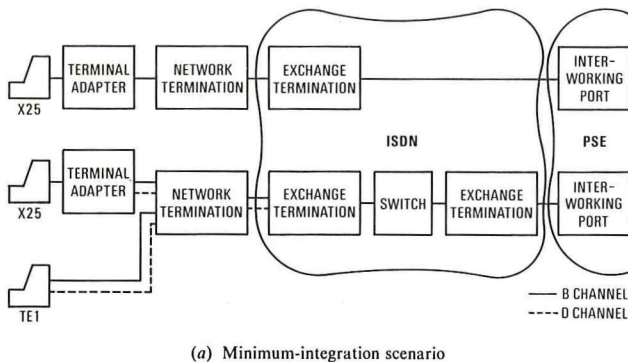 TERMINAL
ADAPTER
NETWORK
TERMINATION
EXCHANGE
TERMINATION
INTER-
WORKING
PORT
X25
ISDN
PSE
TERMINAL
ADAPTER
X25
NETWORK
TERMINATION
EXCHANGE
TERMINATION
SWITCH
EXCHANGE
TERMINATION
INTER-
WORKING
PORT
TE1
B CHANNEL
D CHANNEL
(a) Minimum-integration scenario